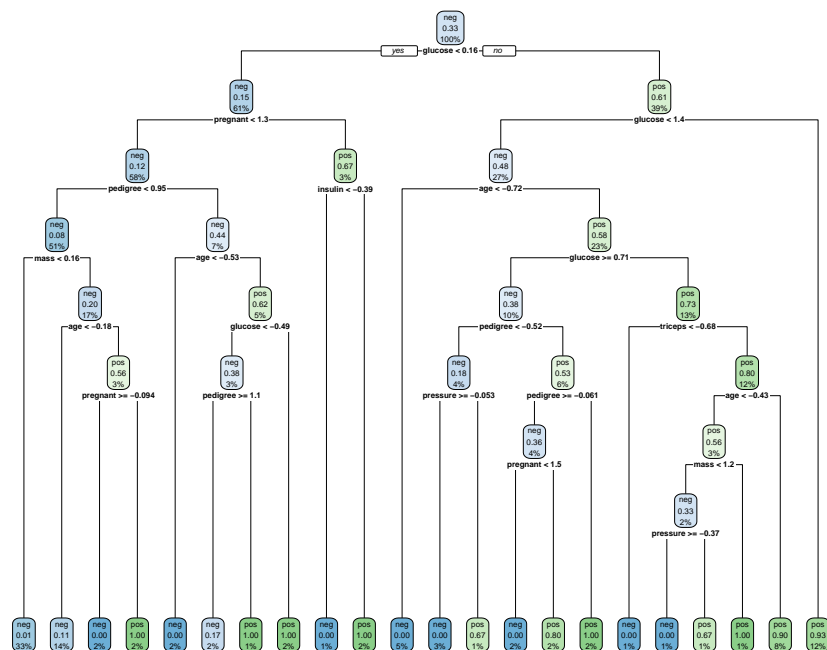 neg
0.33
100%
yes glucose < 0.16 no
neg
0.15
61%
pos
0.61
39%
pregnant < 1.3
glucose < 1.4
neg
0.12
58%
pos
0.67
3%
neg
0.48
27%
pedigree < 0.95
insulin < −0.39
age < −0.72
neg
0.08
51%
neg
0.44
7%
pos
0.58
23%
mass < 0.16
age < −0.53
glucose >= 0.71
neg
0.20
17%
pos
0.62
5%
neg
0.38
10%
pos
0.73
13%
age < −0.18
glucose < −0.49
pedigree < −0.52
triceps < −0.68
pos
0.56
3%
neg
0.38
3%
neg
0.18
4%
pos
0.53
6%
pos
0.80
12%
pregnant >= −0.094
pedigree >= 1.1
pressure >= −0.053
pedigree >= −0.061
age < −0.43
neg
0.36
4%
pos
0.56
3%
pregnant < 1.5
mass < 1.2
neg
0.33
2%
pressure >= −0.37
neg
0.01
33%
neg
0.11
14%
neg
0.00
2%
pos
1.00
2%
neg
0.00
2%
neg
0.17
2%
pos
1.00
1%
pos
1.00
2%
neg
0.00
1%
pos
1.00
2%
neg
0.00
5%
neg
0.00
3%
pos
0.67
1%
neg
0.00
2%
pos
0.80
2%
pos
1.00
2%
neg
0.00
1%
neg
0.00
1%
pos
0.67
1%
pos
1.00
1%
pos
0.90
8%
pos
0.93
12%